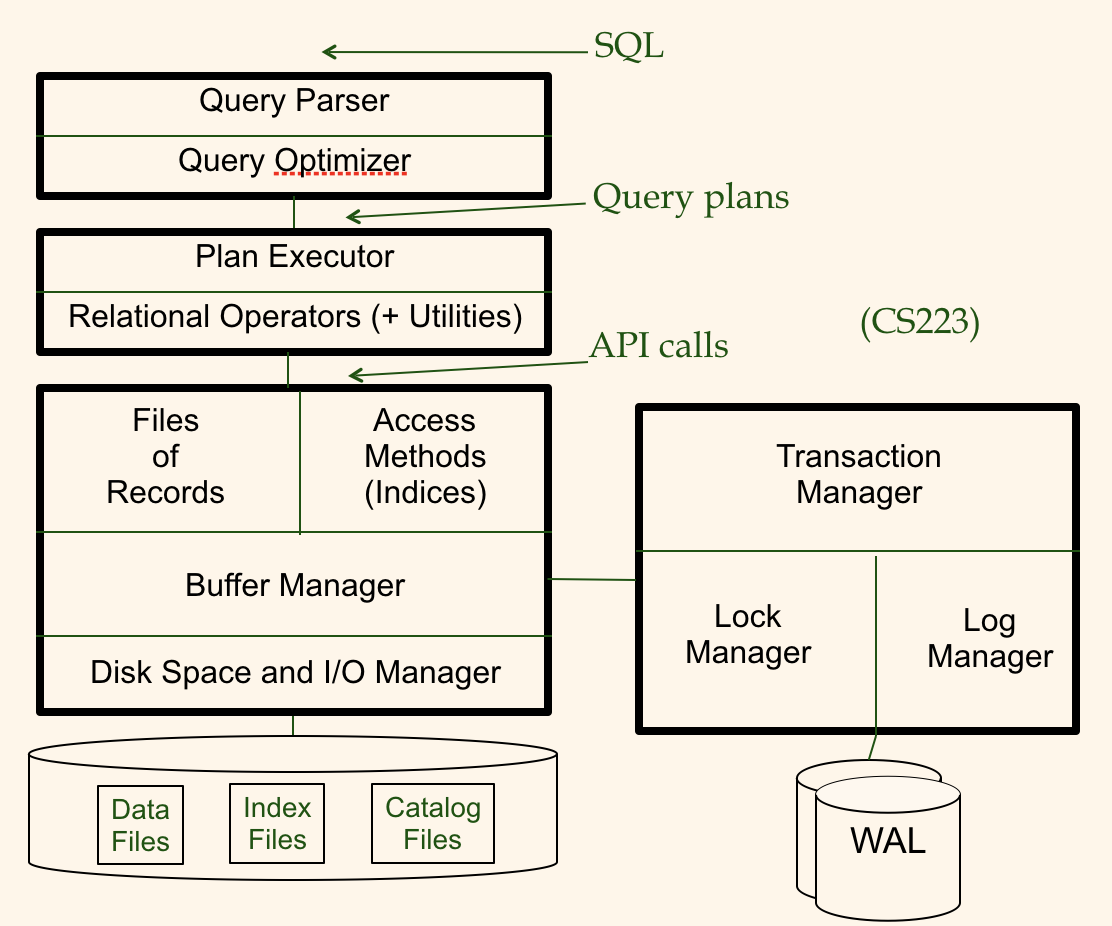 SQL
Query Parser
Query Optimizer
Query plans
Plan Executor
Relational Operators (+ Utilities)
API calls
(CS223)
Files
of
Records
Access
Methods
(Indices)
Buffer Manager
Disk Space and I/O Manager
Transaction
Manager
Lock
Manager
Log
Manager
Data
Files
Index
Files
Catalog
Files
WAL